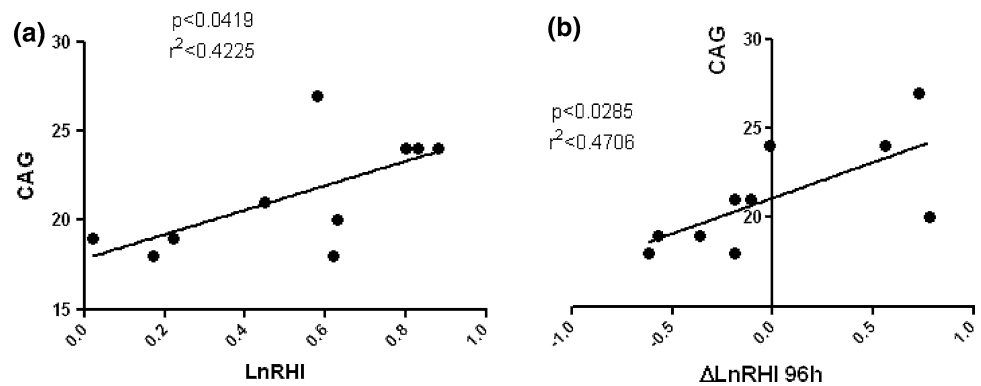 (a)
p<0.0419
r²<0.4225
30
25
20
15
CAG
0.0 0.2 0.4 0.6 0.8 1.0
LnRHI
(b)
p<0.0285
r²<0.4706
CAG
30
25
20
-1.0 -0.5 0.0 0.5 1.0
ΔLnRHI 96h